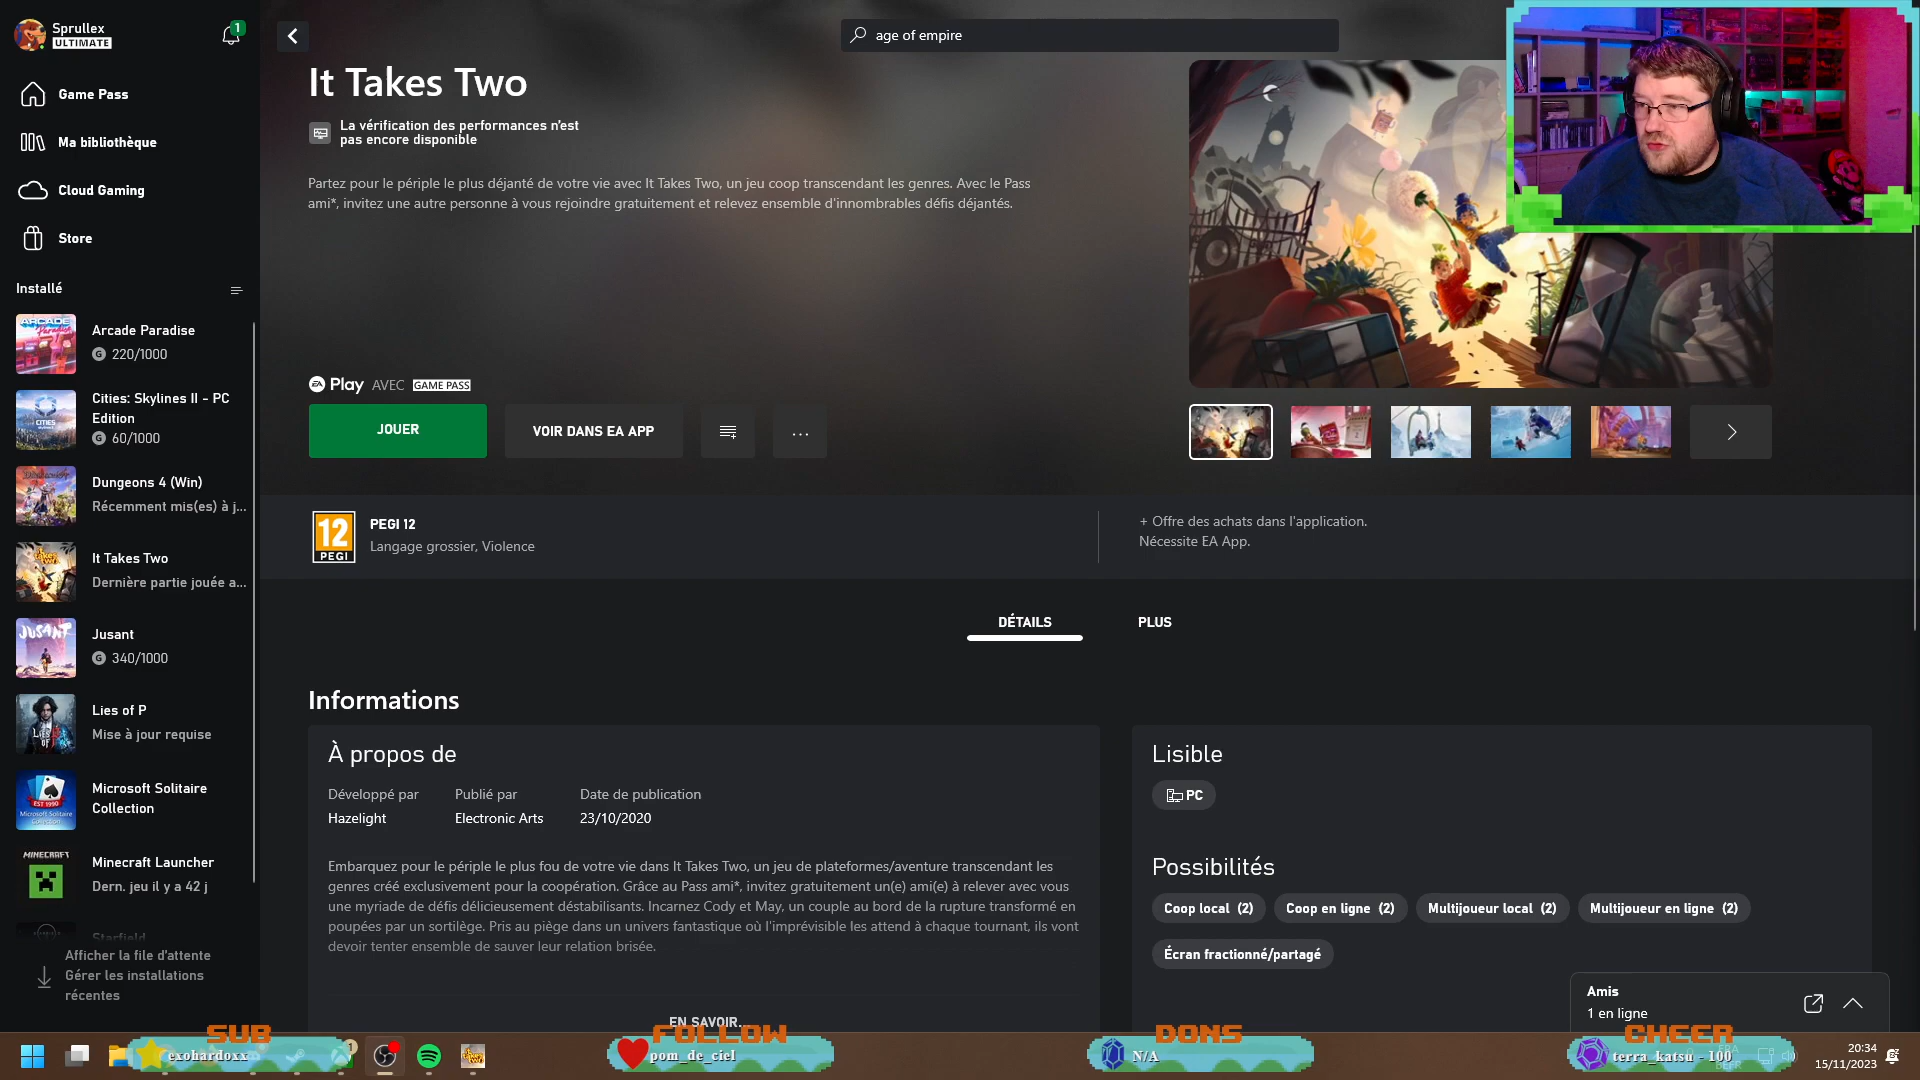 Sprullex
ULTIMATE
1
age of empire
Game Pass
Ma bibliothèque
Cloud Gaming
Store
Installé
Arcade Paradise
G 220/1000
Cities: Skylines II - PC
Edition
G 60/1000
Dungeons 4 (Win)
Récemment mis(es) à j...
It Takes Two
Dernière partie jouée a...
JUSANT
Jusant
G 340/1000
Lies of P
Mise à jour requise
Microsoft Solitaire
Collection
MINECRAFT
Minecraft Launcher
Dern. jeu il y a 42 j
Starfield
Afficher la file d'attente
Gérer les installations
récentes
It Takes Two
La vérification des performances n'est
pas encore disponible
Partez pour le périple le plus déjanté de votre vie avec It Takes Two, un jeu coop transcendant les genres. Avec le Pass
ami*, invitez une autre personne à vous rejoindre gratuitement et relevez ensemble d'innombrables défis déjantés.
EA Play AVEC GAME PASS
JOUER
VOIR DANS EA APP
...
12
PEGI
PEGI 12
Langage grossier, Violence
+ Offre des achats dans l'application.
Nécessite EA App.
DÉTAILS
PLUS
Informations
À propos de
Développé par
Publié par
Date de publication
Hazelight
Electronic Arts
23/10/2020
Embarquez pour le périple le plus fou de votre vie dans It Takes Two, un jeu de plateformes/aventure transcendant les
genres créé exclusivement pour la coopération. Grâce au Pass ami*, invitez gratuitement un(e) ami(e) à relever avec vous
une myriade de défis délicieusement déstabilisants. Incarnez Cody et May, un couple au bord de la rupture transformé en
poupées par un sortilège. Pris au piège dans un univers fantastique où l'imprévisible les attend à chaque tournant, ils vont
devoir tenter ensemble de sauver leur relation brisée.
EN SAVOIR...
Lisible
PC
Possibilités
Coop local (2)
Coop en ligne (2)
Multijoueur local (2)
Multijoueur en ligne (2)
Écran fractionné/partagé
Amis
1 en ligne
SUB
exohardoxx
1
FOLLOW
pom_de_ciel
DONS
N/A
CHEER
terra_katsu - 100
20:34
15/11/2023